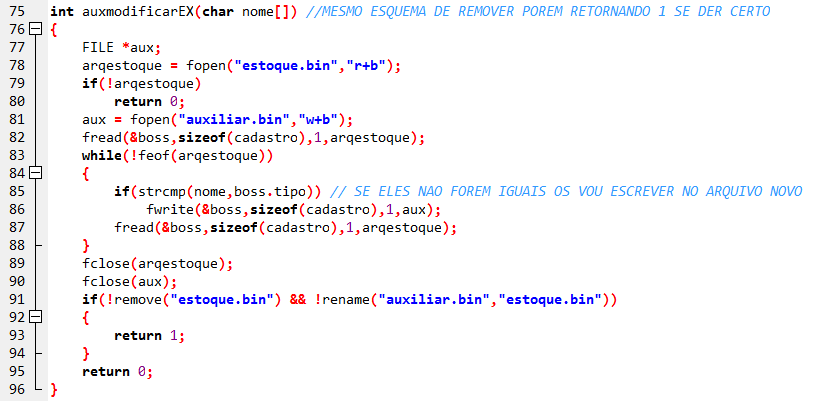 75 int auxmodificarEX(char nome[]) //MESMO ESQUEMA DE REMOVER POREM RETORNANDO 1 SE DER CERTO
76 {
77 FILE *aux;
78 arqestoque = fopen("estoque.bin","r+b");
79 if(!arqestoque)
80 return 0;
81 aux = fopen("auxiliar.bin","w+b");
82 fread(&boss,sizeof(cadastro),1,arqestoque);
83 while(!feof(arqestoque))
84 {
85 if(strcmp(nome,boss.tipo)) // SE ELES NAO FOREM IGUAIS OS VOU ESCREVER NO ARQUIVO NOVO
86 fwrite(&boss,sizeof(cadastro),1,aux);
87 fread(&boss,sizeof(cadastro),1,arqestoque);
88 }
89 fclose(arqestoque);
90 fclose(aux);
91 if(!remove("estoque.bin") && !rename("auxiliar.bin","estoque.bin"))
92 {
93 return 1;
94 }
95 return 0;
96 }